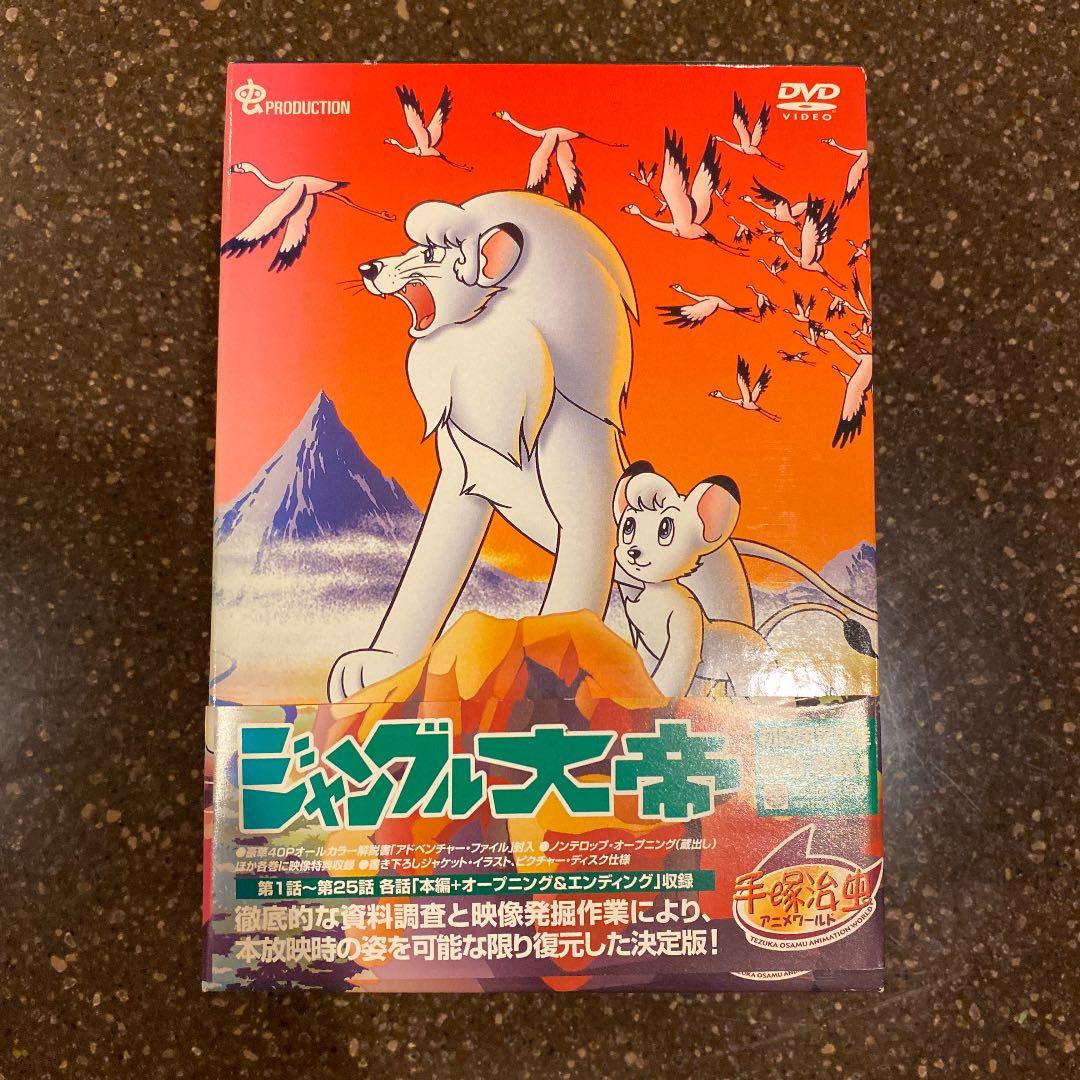 虫 PRODUCTION
DVD
VIDEO
ジャングル大帝
●豪華40Pオールカラー解説書「アドベンチャー・ファイル」封入 ●ノンテロップ・オープニング(蔵出し)
ほか各巻に映像特典収録 ●書き下ろしジャケット・イラスト、ピクチャー・ディスク仕様
第1話~第25話 各話「本編+オープニング&エンディング」収録
徹底的な資料調査と映像発掘作業により、
本放映時の姿を可能な限り復元した決定版!
手塚治虫
アニメワールド
TEZUKA OSAMU ANIMATION WORLD